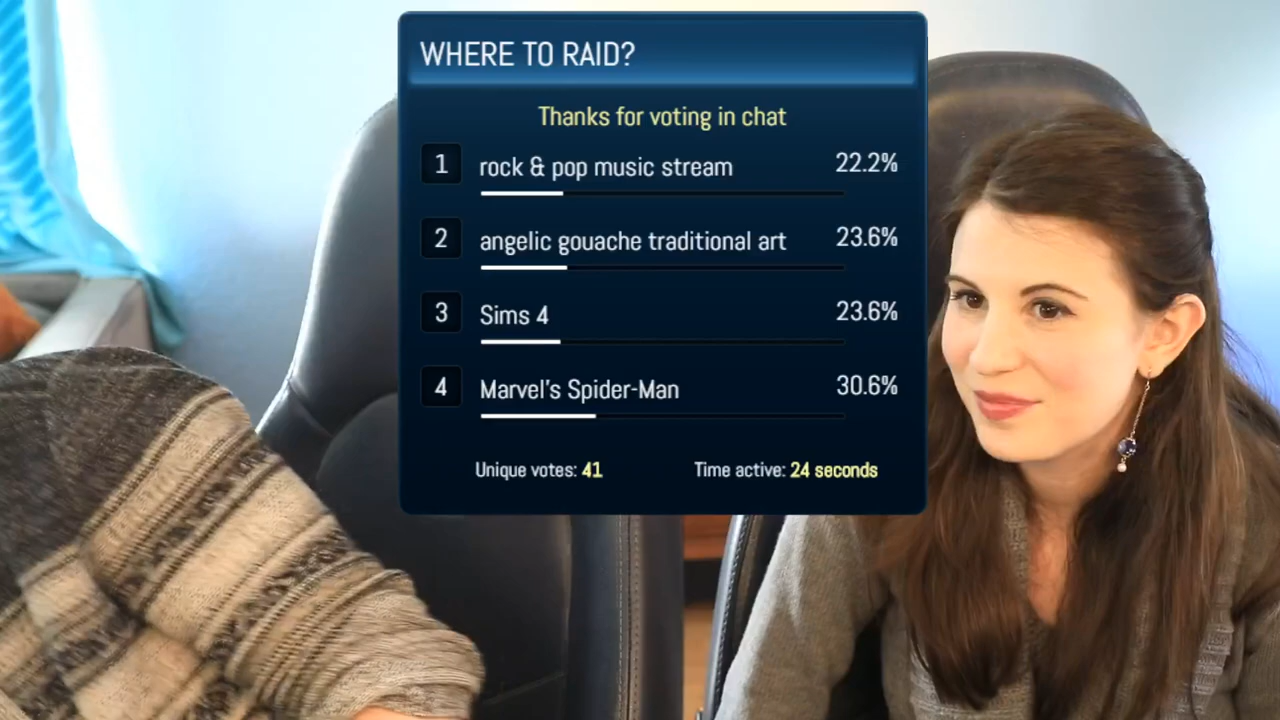 WHERE TO RAID?
Thanks for voting in chat
1 rock & pop music stream 22.2%
2 angelic gouache traditional art 23.6%
3 Sims 4 23.6%
4 Marvel's Spider-Man 30.6%
Unique votes: 41 Time active: 24 seconds